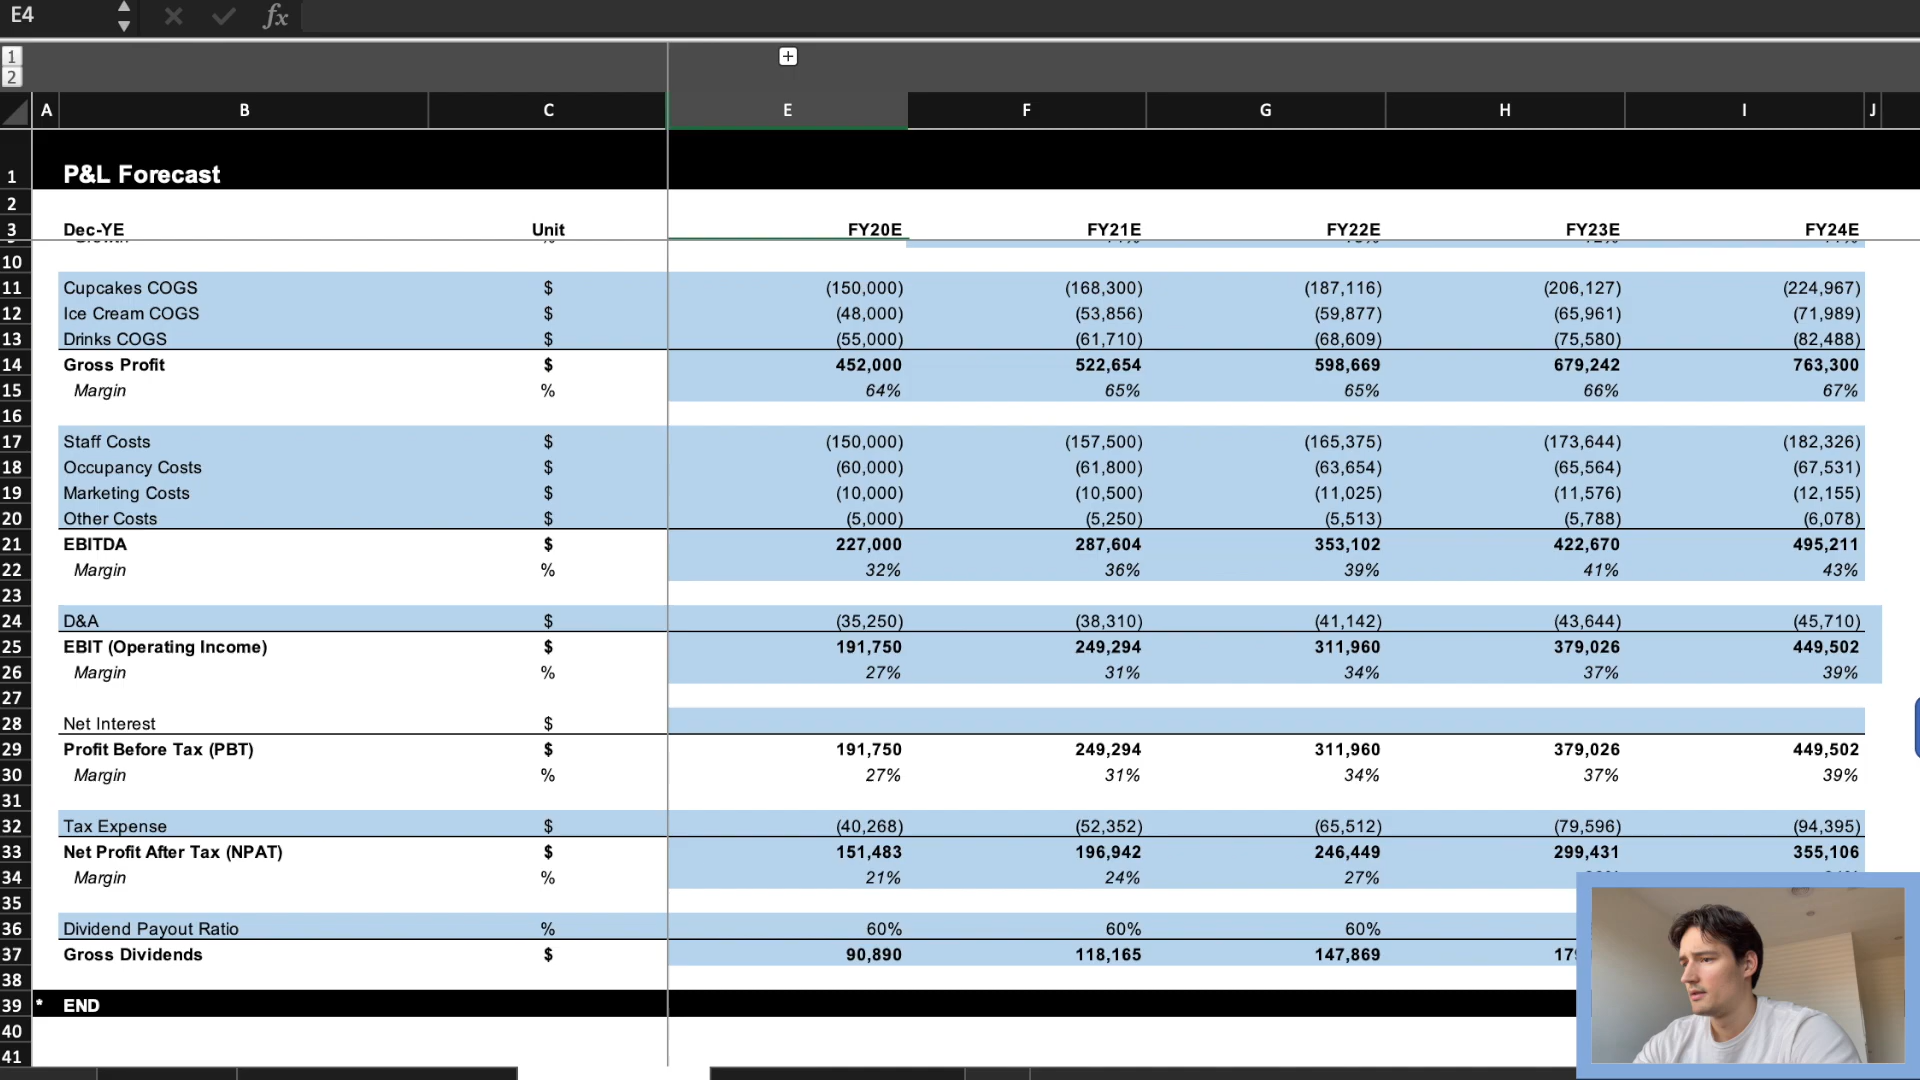 E4 fx
1
2
A B C E F G H I J
1 P&L Forecast
2
3 Dec-YE Unit FY20E FY21E FY22E FY23E FY24E
10
11 Cupcakes COGS $ (150,000) (168,300) (187,116) (206,127) (224,967)
12 Ice Cream COGS $ (48,000) (53,856) (59,877) (65,961) (71,989)
13 Drinks COGS $ (55,000) (61,710) (68,609) (75,580) (82,488)
14 Gross Profit $ 452,000 522,654 598,669 679,242 763,300
15 Margin % 64% 65% 65% 66% 67%
16
17 Staff Costs $ (150,000) (157,500) (165,375) (173,644) (182,326)
18 Occupancy Costs $ (60,000) (61,800) (63,654) (65,564) (67,531)
19 Marketing Costs $ (10,000) (10,500) (11,025) (11,576) (12,155)
20 Other Costs $ (5,000) (5,250) (5,513) (5,788) (6,078)
21 EBITDA $ 227,000 287,604 353,102 422,670 495,211
22 Margin % 32% 36% 39% 41% 43%
23
24 D&A $ (35,250) (38,310) (41,142) (43,644) (45,710)
25 EBIT (Operating Income) $ 191,750 249,294 311,960 379,026 449,502
26 Margin % 27% 31% 34% 37% 39%
27
28 Net Interest $
29 Profit Before Tax (PBT) $ 191,750 249,294 311,960 379,026 449,502
30 Margin % 27% 31% 34% 37% 39%
31
32 Tax Expense $ (40,268) (52,352) (65,512) (79,596) (94,395)
33 Net Profit After Tax (NPAT) $ 151,483 196,942 246,449 299,431 355,106
34 Margin % 21% 24% 27%
35
36 Dividend Payout Ratio % 60% 60% 60%
37 Gross Dividends $ 90,890 118,165 147,869
38
39 * END
40
41